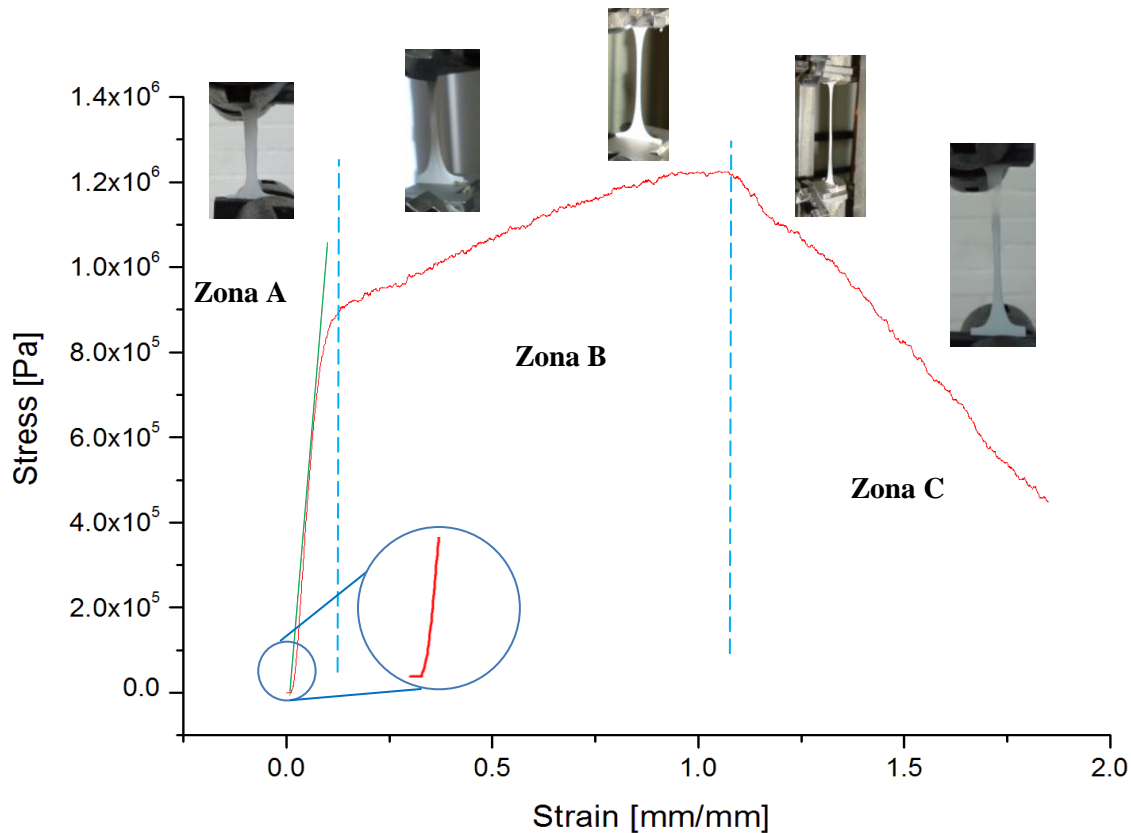 1.4x10⁶
1.2x10⁶
1.0x10⁶
8.0x10⁵
6.0x10⁵
4.0x10⁵
2.0x10⁵
0.0
Stress [Pa]
Zona A
Zona B
Zona C
0.0 0.5 1.0 1.5 2.0
Strain [mm/mm]